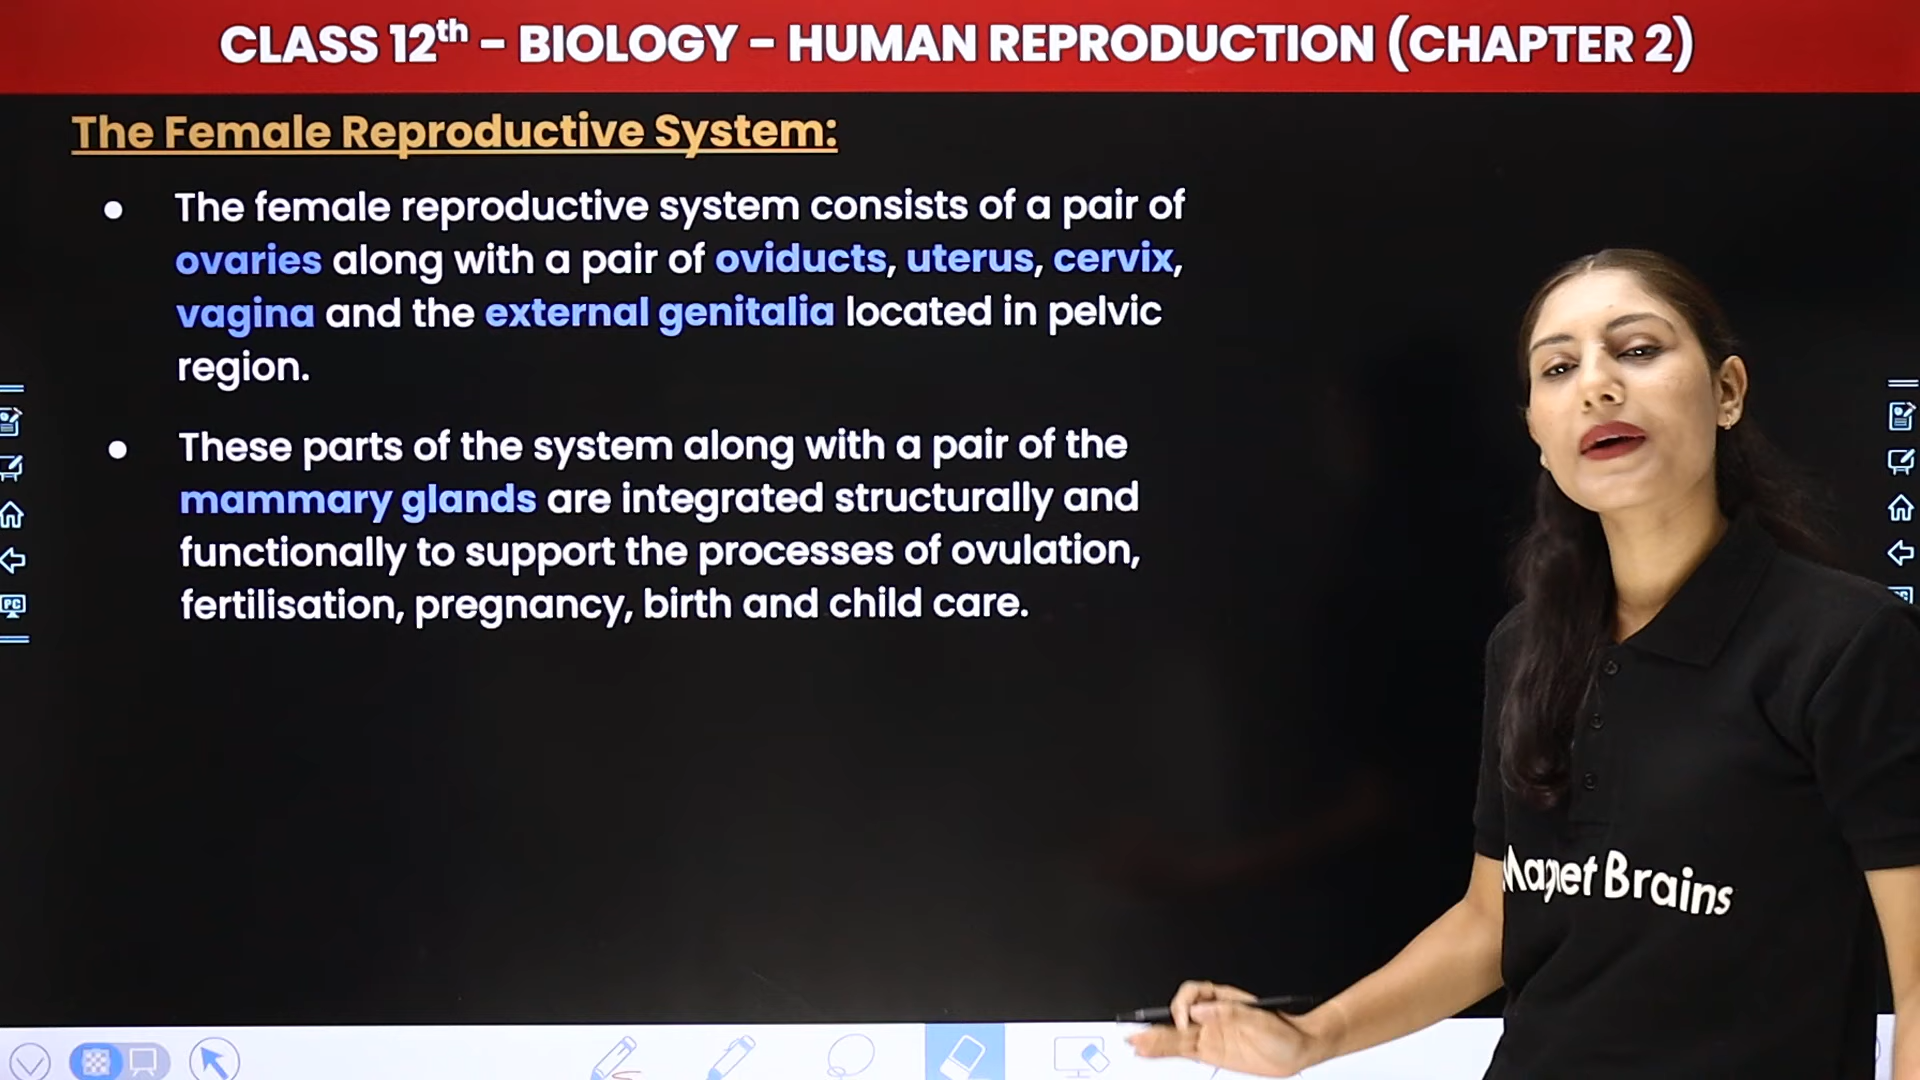 CLASS 12th - BIOLOGY - HUMAN REPRODUCTION (CHAPTER 2)
The Female Reproductive System:
● The female reproductive system consists of a pair of
ovaries along with a pair of oviducts, uterus, cervix,
vagina and the external genitalia located in pelvic
region.
● These parts of the system along with a pair of the
mammary glands are integrated structurally and
functionally to support the processes of ovulation,
fertilisation, pregnancy, birth and child care.
PC
Magnet Brains